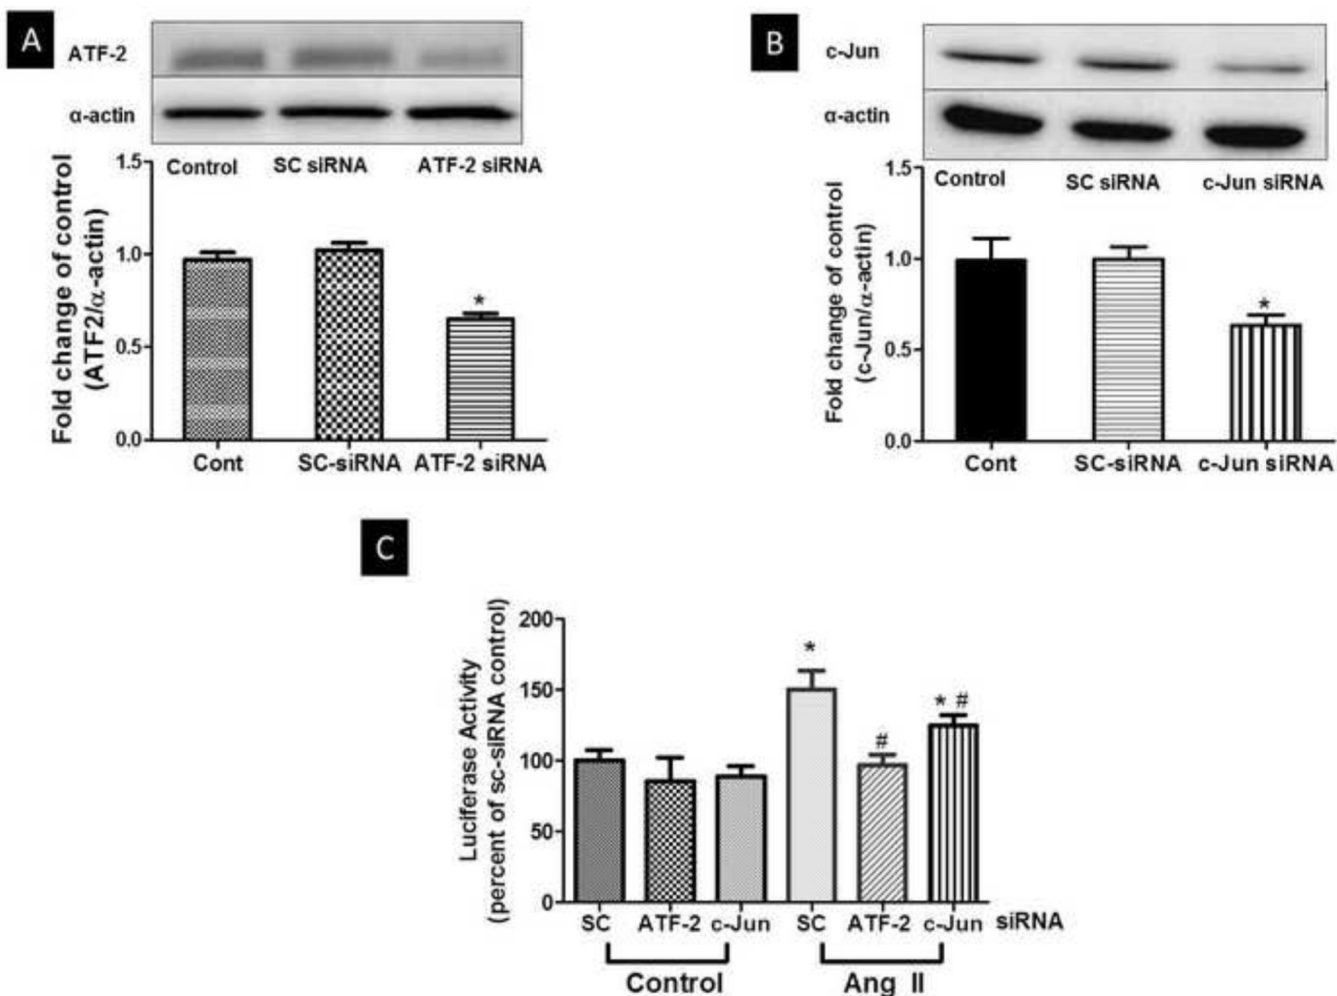 A
ATF-2
α-actin
Control SC siRNA ATF-2 siRNA
Fold change of control
(ATF2/α-actin)
1.5
1.0
0.5
0.0
*
Cont SC-siRNA ATF-2 siRNA
B
c-Jun
α-actin
Control SC siRNA c-Jun siRNA
Fold change of control
(c-Jun/α-actin)
1.5
1.0
0.5
0.0
*
Cont SC-siRNA c-Jun siRNA
C
Luciferase Activity
(percent of sc-siRNA control)
200
150
100
50
0
*
#
* #
SC ATF-2 c-Jun SC ATF-2 c-Jun siRNA
Control Ang II